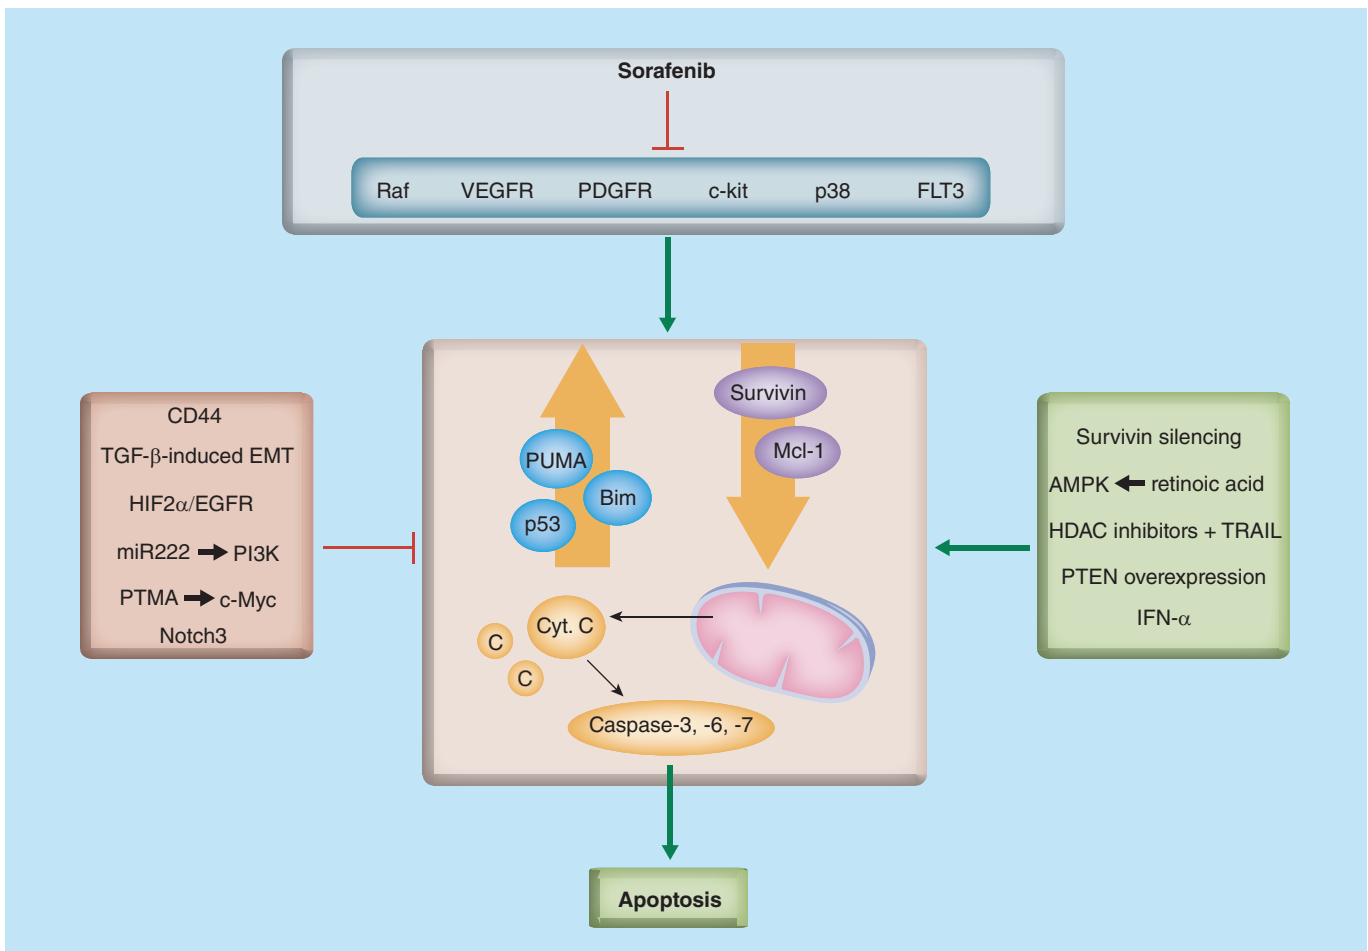 Sorafenib
Raf VEGFR PDGFR c-kit p38 FLT3
CD44
TGF-β-induced EMT
HIF2α/EGFR
miR222 → PI3K
PTMA → c-Myc
Notch3
PUMA
Bim
p53
Survivin
Mcl-1
Cyt. C
C
C
Caspase-3, -6, -7
Survivin silencing
AMPK ← retinoic acid
HDAC inhibitors + TRAIL
PTEN overexpression
IFN-α
Apoptosis